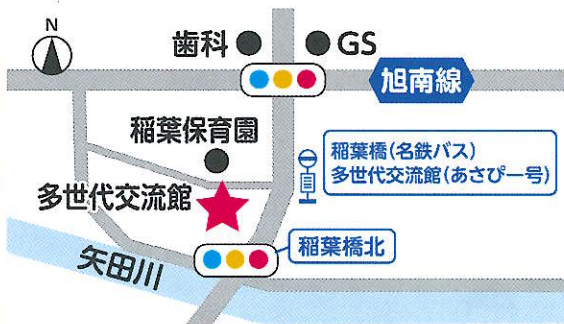 N
歯科
GS
旭南線
稲葉保育園
稲葉橋(名鉄バス)
多世代交流館(あさぴー号)
多世代交流館
稲葉橋北
矢田川